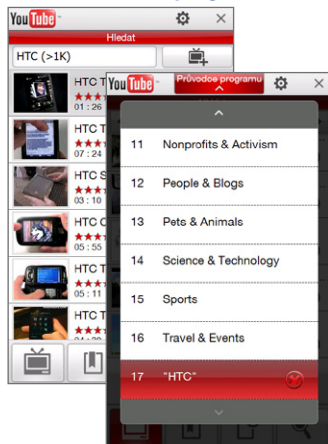 YouTube
Hledat
HTC (>1K)
HTC T
01 : 26
HTC T
07 : 24
HTC S
03 : 10
HTC C
05 : 55
HTC T
05 : 11
HTC T
YouTube
Průvodce programu
11 Nonprofits & Activism
12 People & Blogs
13 Pets & Animals
14 Science & Technology
15 Sports
16 Travel & Events
17 "HTC"